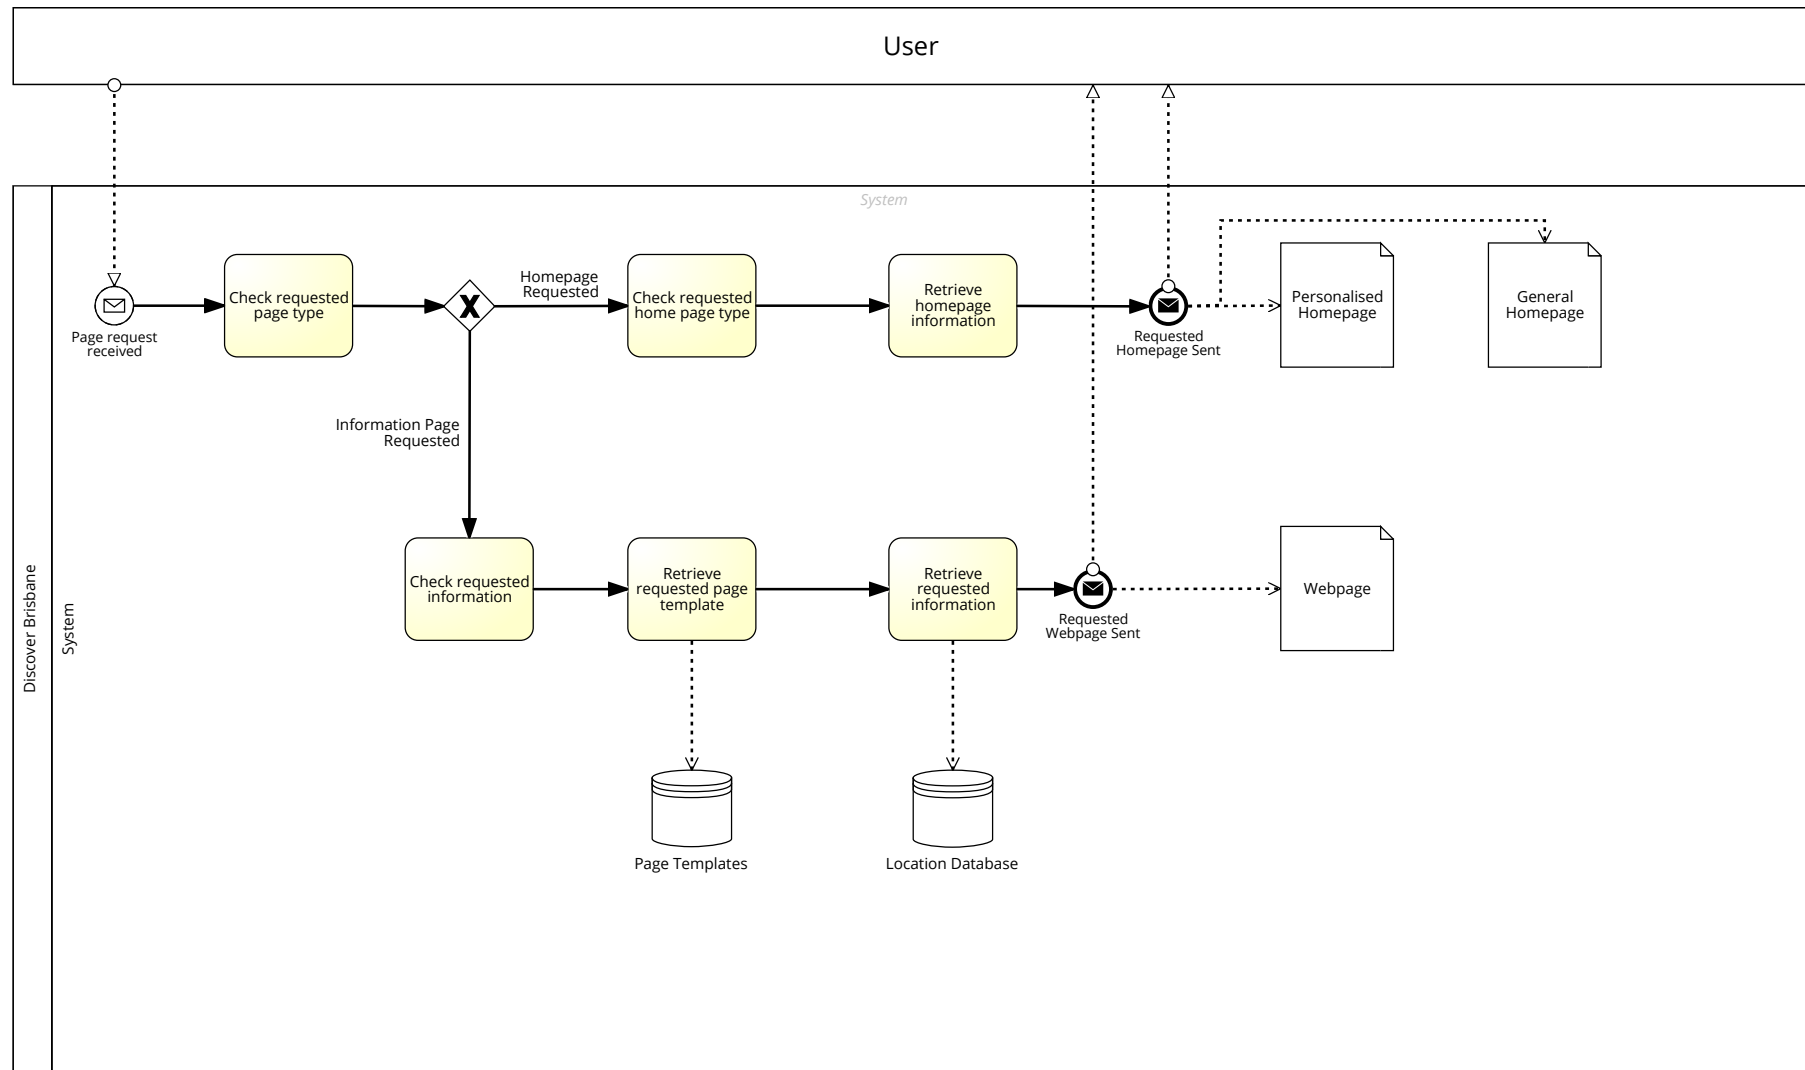 User
System
Homepage
Requested
Check requested
page type
Check requested
home page type
Retrieve
homepage
information
Personalised
Homepage
General
Homepage
Page request
received
Requested
Homepage Sent
Information Page
Requested
Discover Brisbane
System
Check requested
information
Retrieve
requested page
template
Retrieve
requested
information
Webpage
Requested
Webpage Sent
Page Templates
Location Database